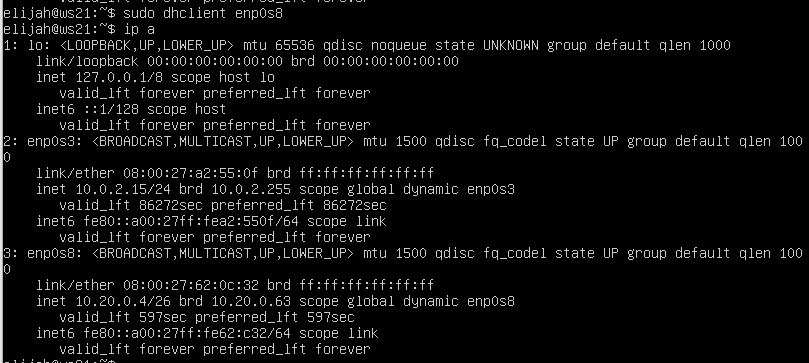 elijah@ws21:~$ sudo dhclient enp0s8
elijah@ws21:~$ ip a
1: lo: <LOOPBACK,UP,LOWER_UP> mtu 65536 qdisc noqueue state UNKNOWN group default qlen 1000
    link/loopback 00:00:00:00:00:00 brd 00:00:00:00:00:00
    inet 127.0.0.1/8 scope host lo
       valid_lft forever preferred_lft forever
    inet6 ::1/128 scope host
       valid_lft forever preferred_lft forever
2: enp0s3: <BROADCAST,MULTICAST,UP,LOWER_UP> mtu 1500 qdisc fq_codel state UP group default qlen 100
0
    link/ether 08:00:27:a2:55:0f brd ff:ff:ff:ff:ff:ff
    inet 10.0.2.15/24 brd 10.0.2.255 scope global dynamic enp0s3
       valid_lft 86272sec preferred_lft 86272sec
    inet6 fe80::a00:27ff:fea2:550f/64 scope link
       valid_lft forever preferred_lft forever
3: enp0s8: <BROADCAST,MULTICAST,UP,LOWER_UP> mtu 1500 qdisc fq_codel state UP group default qlen 100
0
    link/ether 08:00:27:62:0c:32 brd ff:ff:ff:ff:ff:ff
    inet 10.20.0.4/26 brd 10.20.0.63 scope global dynamic enp0s8
       valid_lft 597sec preferred_lft 597sec
    inet6 fe80::a00:27ff:fe62:c32/64 scope link
       valid_lft forever preferred_lft forever
elijah@ws21:~$